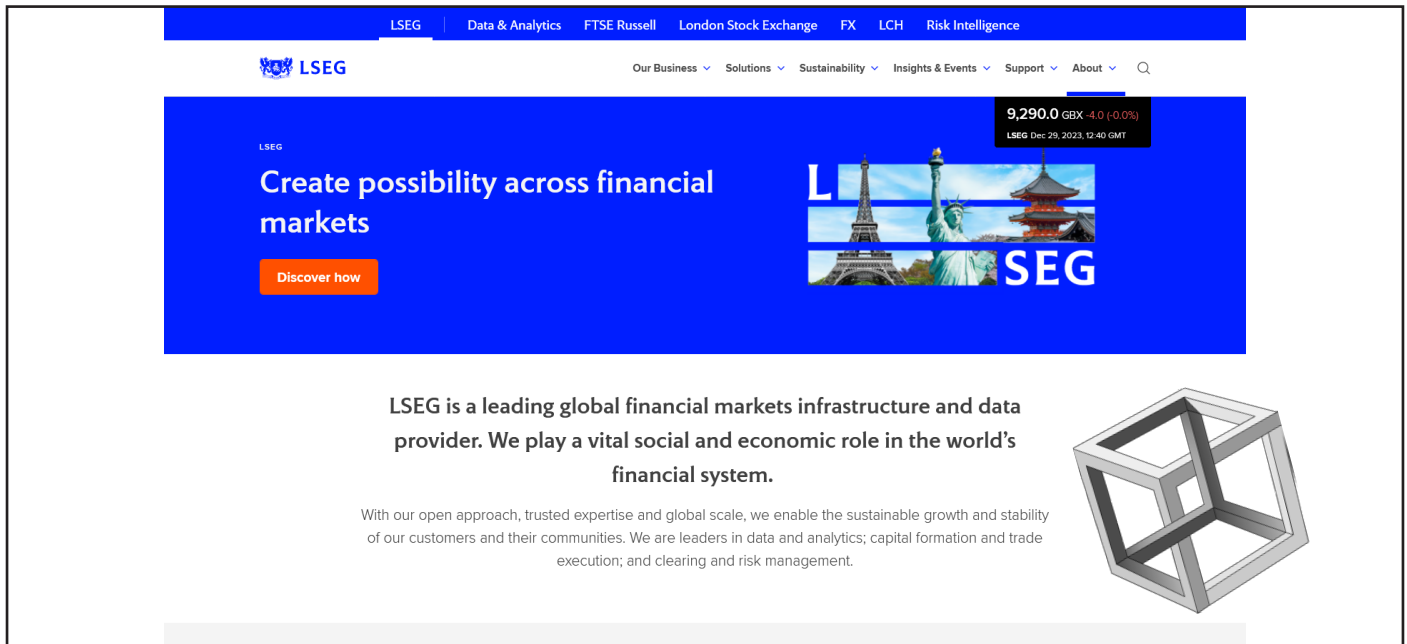 LSEG Data & Analytics FTSE Russell London Stock Exchange FX LCH Risk Intelligence
LSEG Our Business Solutions Sustainability Insights & Events Support About
9,290.0 GBX -4.0 (-0.0%)
LSEG Dec 29, 2023, 12:40 GMT
LSEG
Create possibility across financial
markets
Discover how
L
SEG
LSEG is a leading global financial markets infrastructure and data
provider. We play a vital social and economic role in the world’s
financial system.
With our open approach, trusted expertise and global scale, we enable the sustainable growth and stability
of our customers and their communities. We are leaders in data and analytics; capital formation and trade
execution; and clearing and risk management.